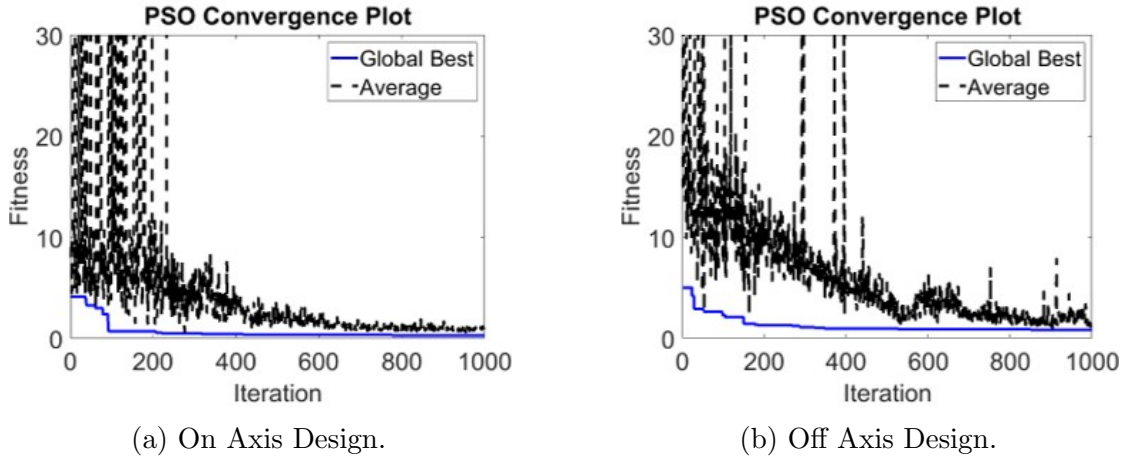 PSO Convergence Plot
30
20
10
0
Fitness
Global Best
Average
0 200 400 600 800 1000
Iteration
(a) On Axis Design.
PSO Convergence Plot
30
20
10
0
Fitness
Global Best
Average
0 200 400 600 800 1000
Iteration
(b) Off Axis Design.